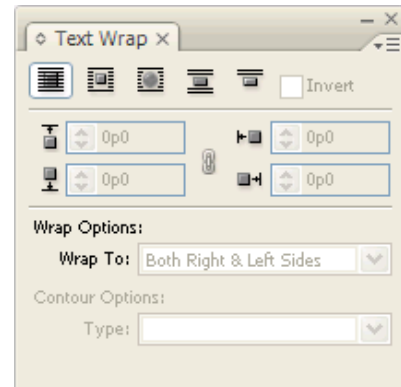 Text Wrap
Invert
0p0 0p0
0p0 0p0
Wrap Options:
Wrap To: Both Right & Left Sides
Contour Options:
Type: